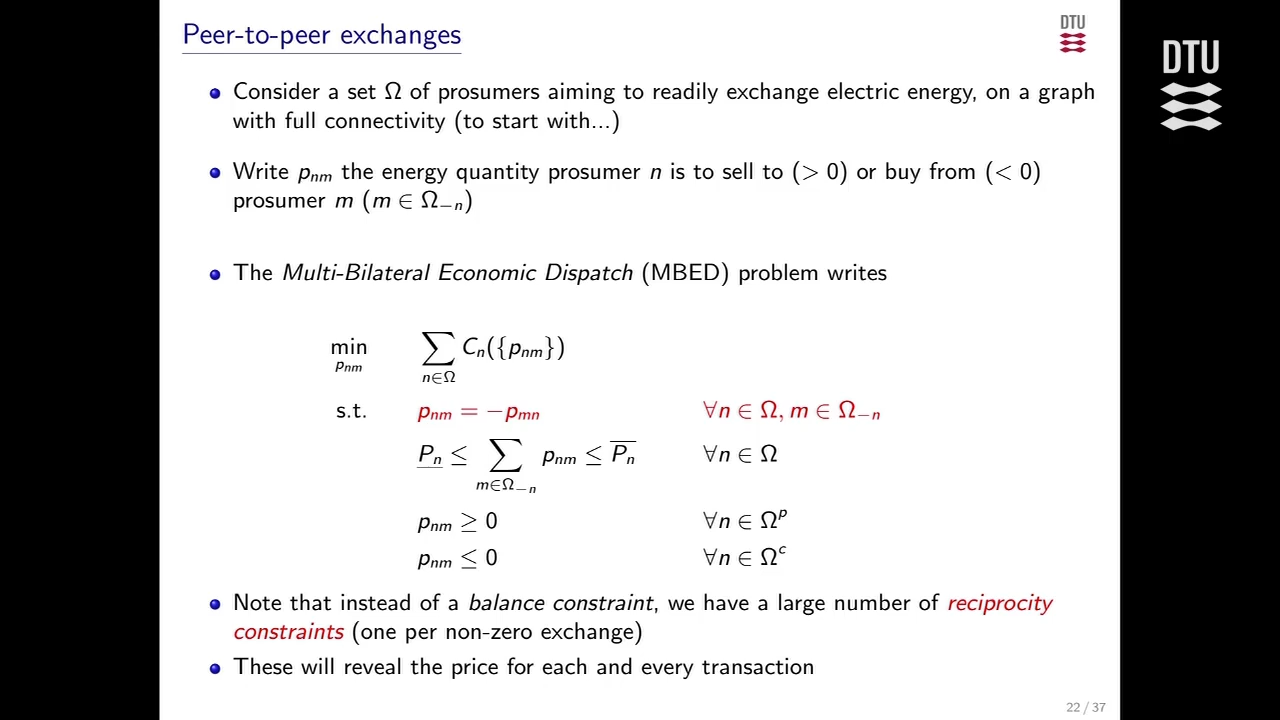 Peer-to-peer exchanges
DTU
DTU
Consider a set Ω of prosumers aiming to readily exchange electric energy, on a graph
with full connectivity (to start with...)
Write pₙₘ the energy quantity prosumer n is to sell to (> 0) or buy from (< 0)
prosumer m (m ∈ Ω₋ₙ)
The Multi-Bilateral Economic Dispatch (MBED) problem writes
min_{pₙₘ} ∑_{n∈Ω} Cₙ({pₙₘ})
s.t. pₙₘ = −pₘₙ ∀n ∈ Ω, m ∈ Ω₋ₙ
\underline{Pₙ} ≤ ∑_{m∈Ω₋ₙ} pₙₘ ≤ \overline{Pₙ} ∀n ∈ Ω
pₙₘ ≥ 0 ∀n ∈ Ωᵖ
pₙₘ ≤ 0 ∀n ∈ Ωᶜ
Note that instead of a balance constraint, we have a large number of reciprocity
constraints (one per non-zero exchange)
These will reveal the price for each and every transaction
22 / 37